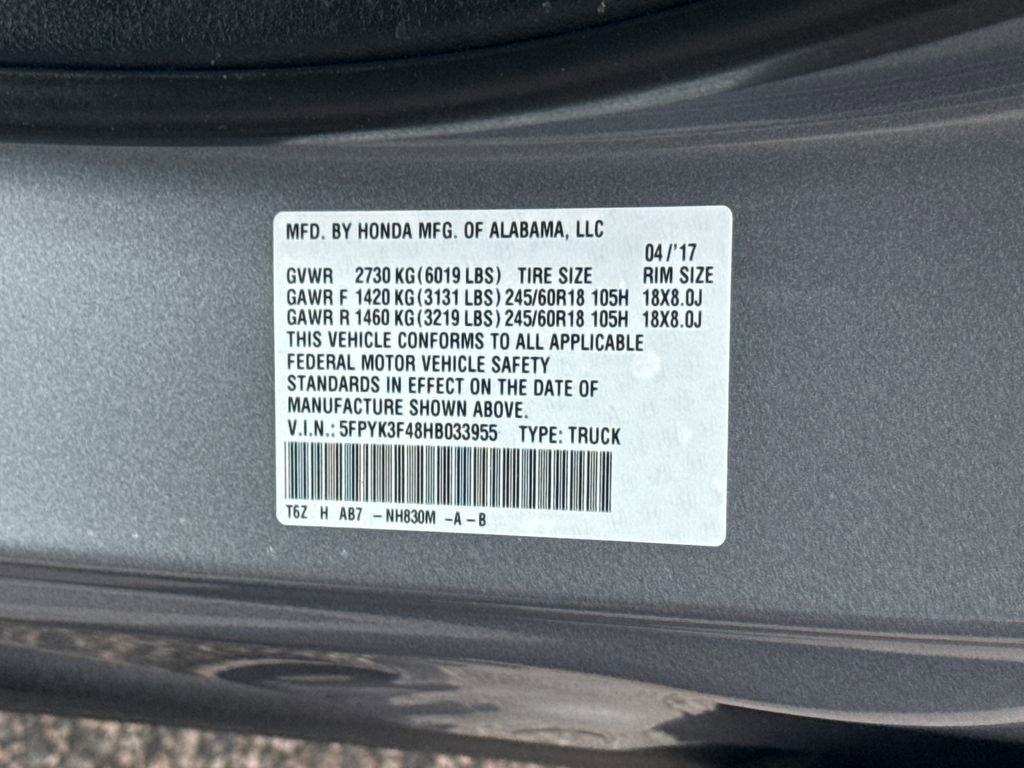 MFD. BY HONDA MFG. OF ALABAMA, LLC
04/'17
GVWR 2730 KG(6019 LBS) TIRE SIZE RIM SIZE
GAWR F 1420 KG(3131 LBS) 245/60R18 105H 18X8.0J
GAWR R 1460 KG(3219 LBS) 245/60R18 105H 18X8.0J
THIS VEHICLE CONFORMS TO ALL APPLICABLE
FEDERAL MOTOR VEHICLE SAFETY
STANDARDS IN EFFECT ON THE DATE OF
MANUFACTURE SHOWN ABOVE.
V.I.N.: 5FPYK3F48HB033955 TYPE: TRUCK
T6Z H AB7 -NH830M -A-B